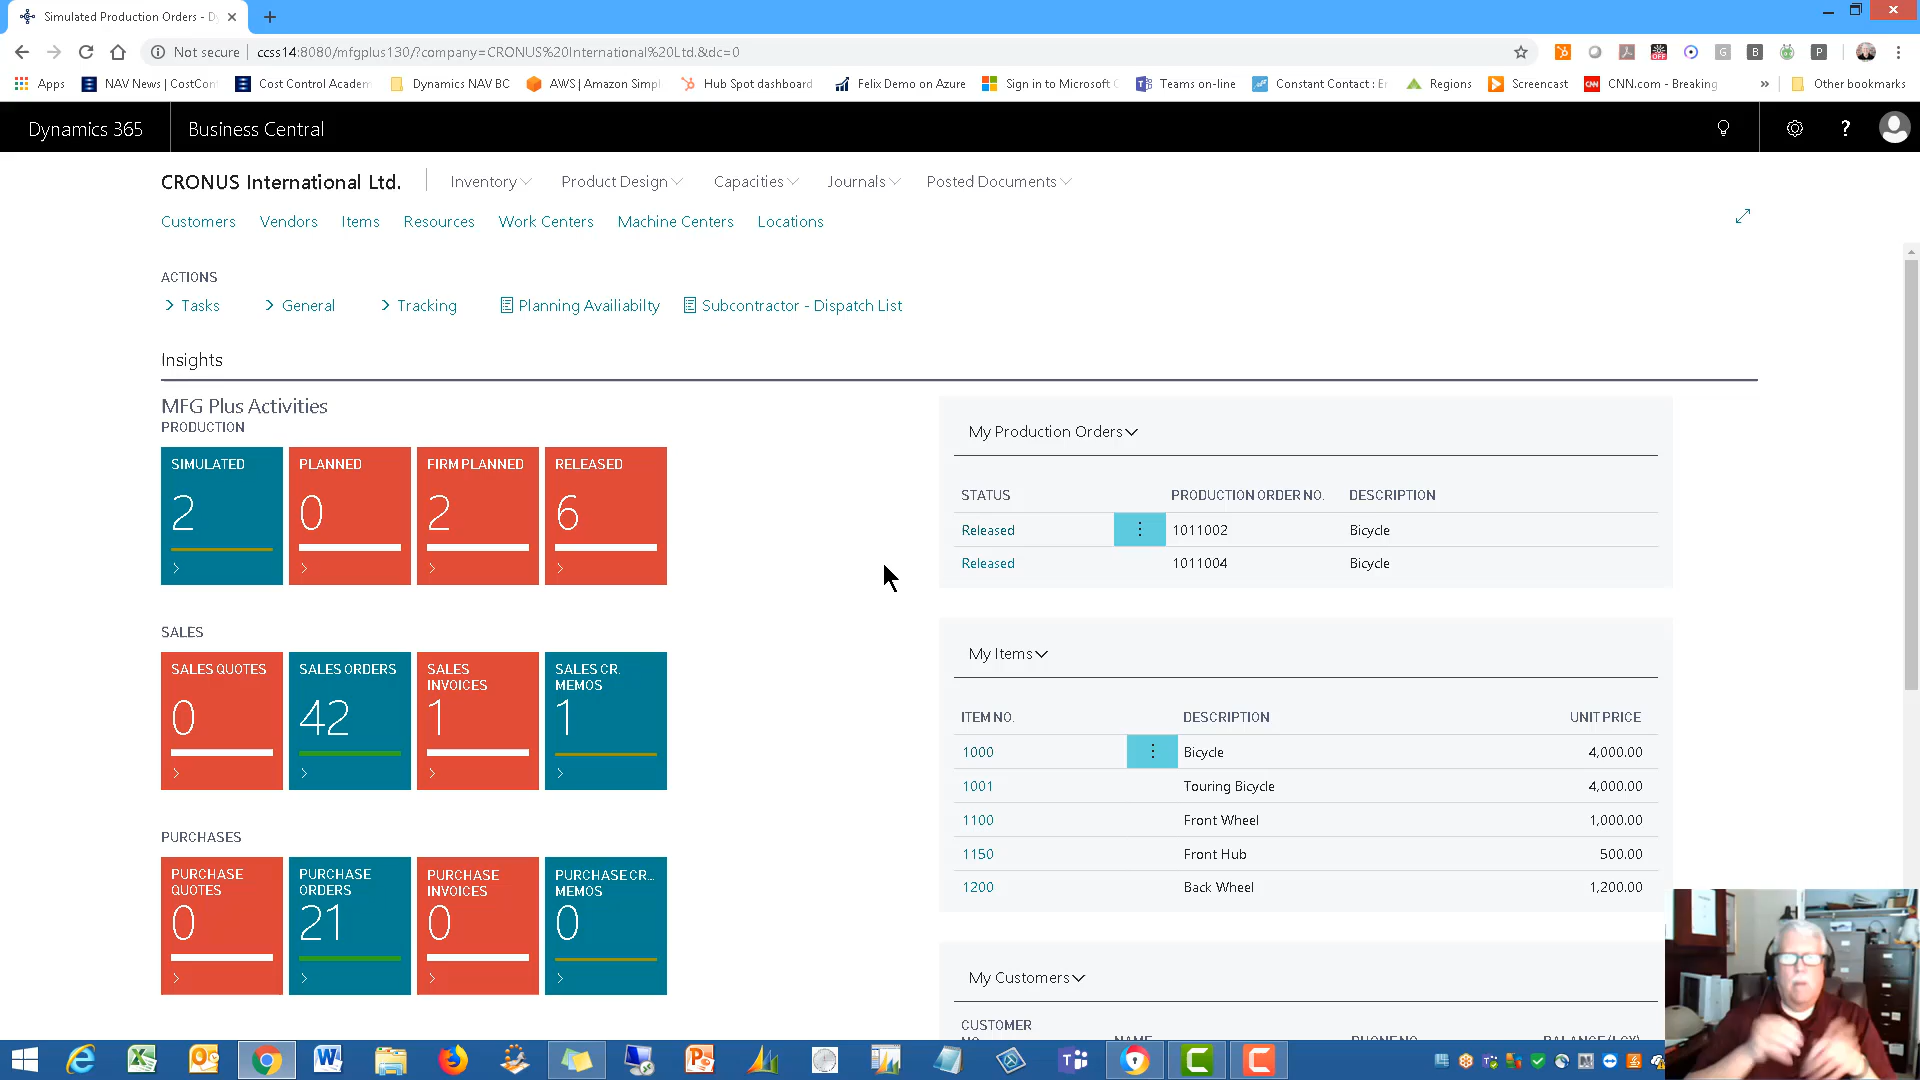 Simulated Production Orders - D
Not secure
ccss14:8080/mfgplus130/?company=CRONUS%20International%20Ltd.&dc=0
Apps
NAV News | CostCont
Cost Control Academ
Dynamics NAV BC
AWS | Amazon Simpl
Hub Spot dashboard
Felix Demo on Azure
Sign in to Microsoft C
Teams on-line
Constant Contact : E
Regions
Screencast
CNN.com - Breaking
»
Other bookmarks
Dynamics 365
Business Central
?
CRONUS International Ltd.
Inventory
Product Design
Capacities
Journals
Posted Documents
Customers
Vendors
Items
Resources
Work Centers
Machine Centers
Locations
ACTIONS
Tasks
General
Tracking
Planning Availiabilty
Subcontractor - Dispatch List
Insights
MFG Plus Activities
PRODUCTION
SIMULATED
2
PLANNED
0
FIRM PLANNED
2
RELEASED
6
SALES
SALES QUOTES
0
SALES ORDERS
42
SALES
INVOICES
1
SALES CR.
MEMOS
1
PURCHASES
PURCHASE
QUOTES
0
PURCHASE
ORDERS
21
PURCHASE
INVOICES
0
PURCHASE CR...
MEMOS
0
My Production Orders
STATUS PRODUCTION ORDER NO. DESCRIPTION
Released 1011002 Bicycle
Released 1011004 Bicycle
My Items
ITEM NO. DESCRIPTION UNIT PRICE
1000 Bicycle 4,000.00
1001 Touring Bicycle 4,000.00
1100 Front Wheel 1,000.00
1150 Front Hub 500.00
1200 Back Wheel 1,200.00
My Customers
CUSTOMER
NO. NAME PHONE NO. BALANCE (LCY)